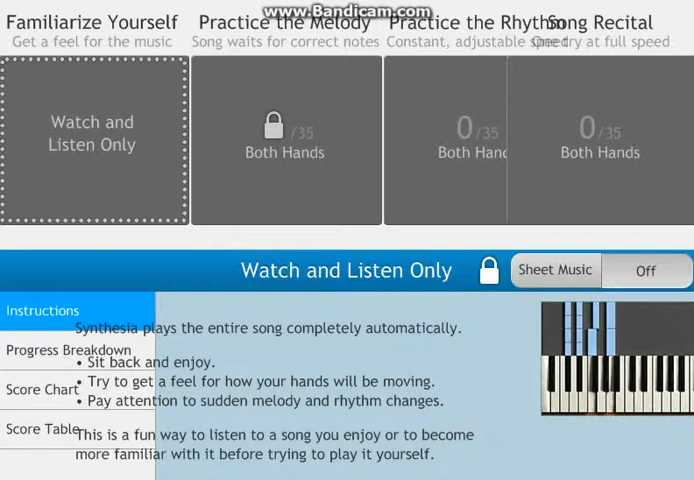 www.Bandicam.com
Familiarize Yourself
Get a feel for the music
Practice the Melody
Song waits for correct notes
Practice the Rhythm
Constant, adjustable speed
Song Recital
One try at full speed
Watch and
Listen Only
/35
Both Hands
0/35
Both Hand
0/35
Both Hands
Watch and Listen Only
Sheet Music
Off
Instructions
Progress Breakdown
Score Chart
Score Table
Synthesia plays the entire song completely automatically.
• Sit back and enjoy.
• Try to get a feel for how your hands will be moving.
• Pay attention to sudden melody and rhythm changes.
This is a fun way to listen to a song you enjoy or to become
more familiar with it before trying to play it yourself.